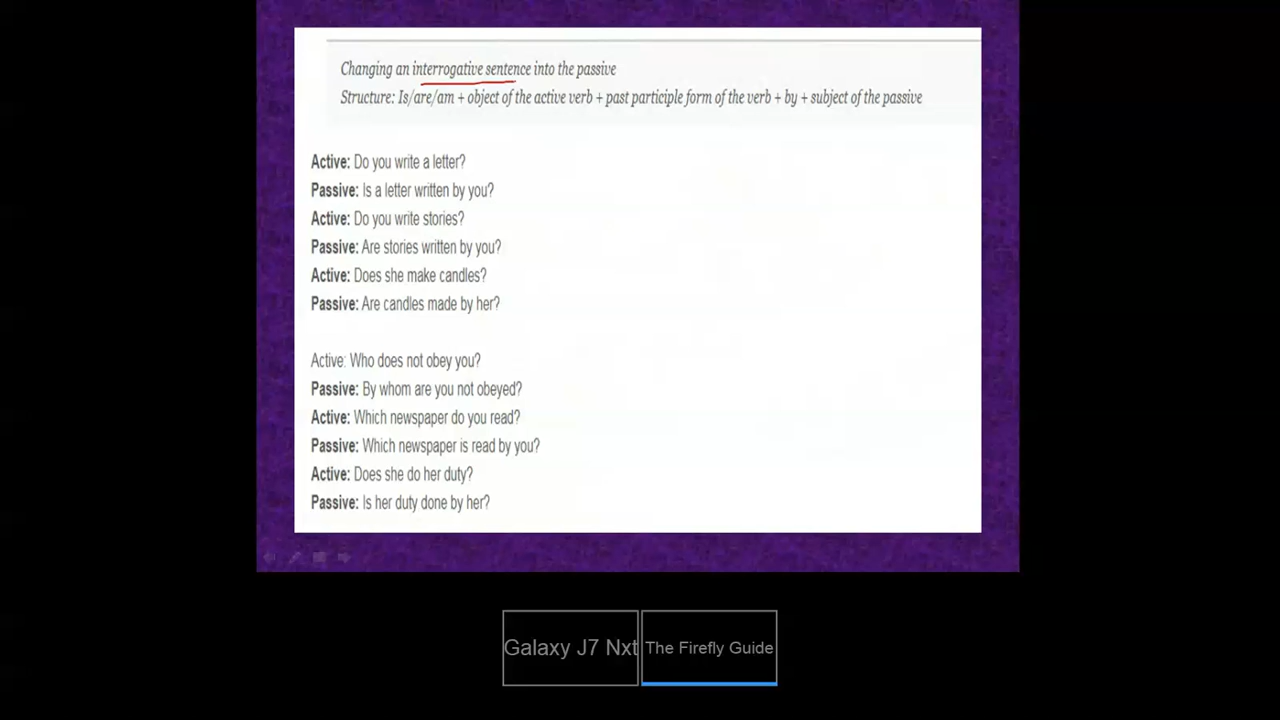 Changing an interrogative sentence into the passive
Structure: Is/are/am + object of the active verb + past participle form of the verb + by + subject of the passive
Active: Do you write a letter?
Passive: Is a letter written by you?
Active: Do you write stories?
Passive: Are stories written by you?
Active: Does she make candles?
Passive: Are candles made by her?
Active: Who does not obey you?
Passive: By whom are you not obeyed?
Active: Which newspaper do you read?
Passive: Which newspaper is read by you?
Active: Does she do her duty?
Passive: Is her duty done by her?
Galaxy J7 Nxt
The Firefly Guide